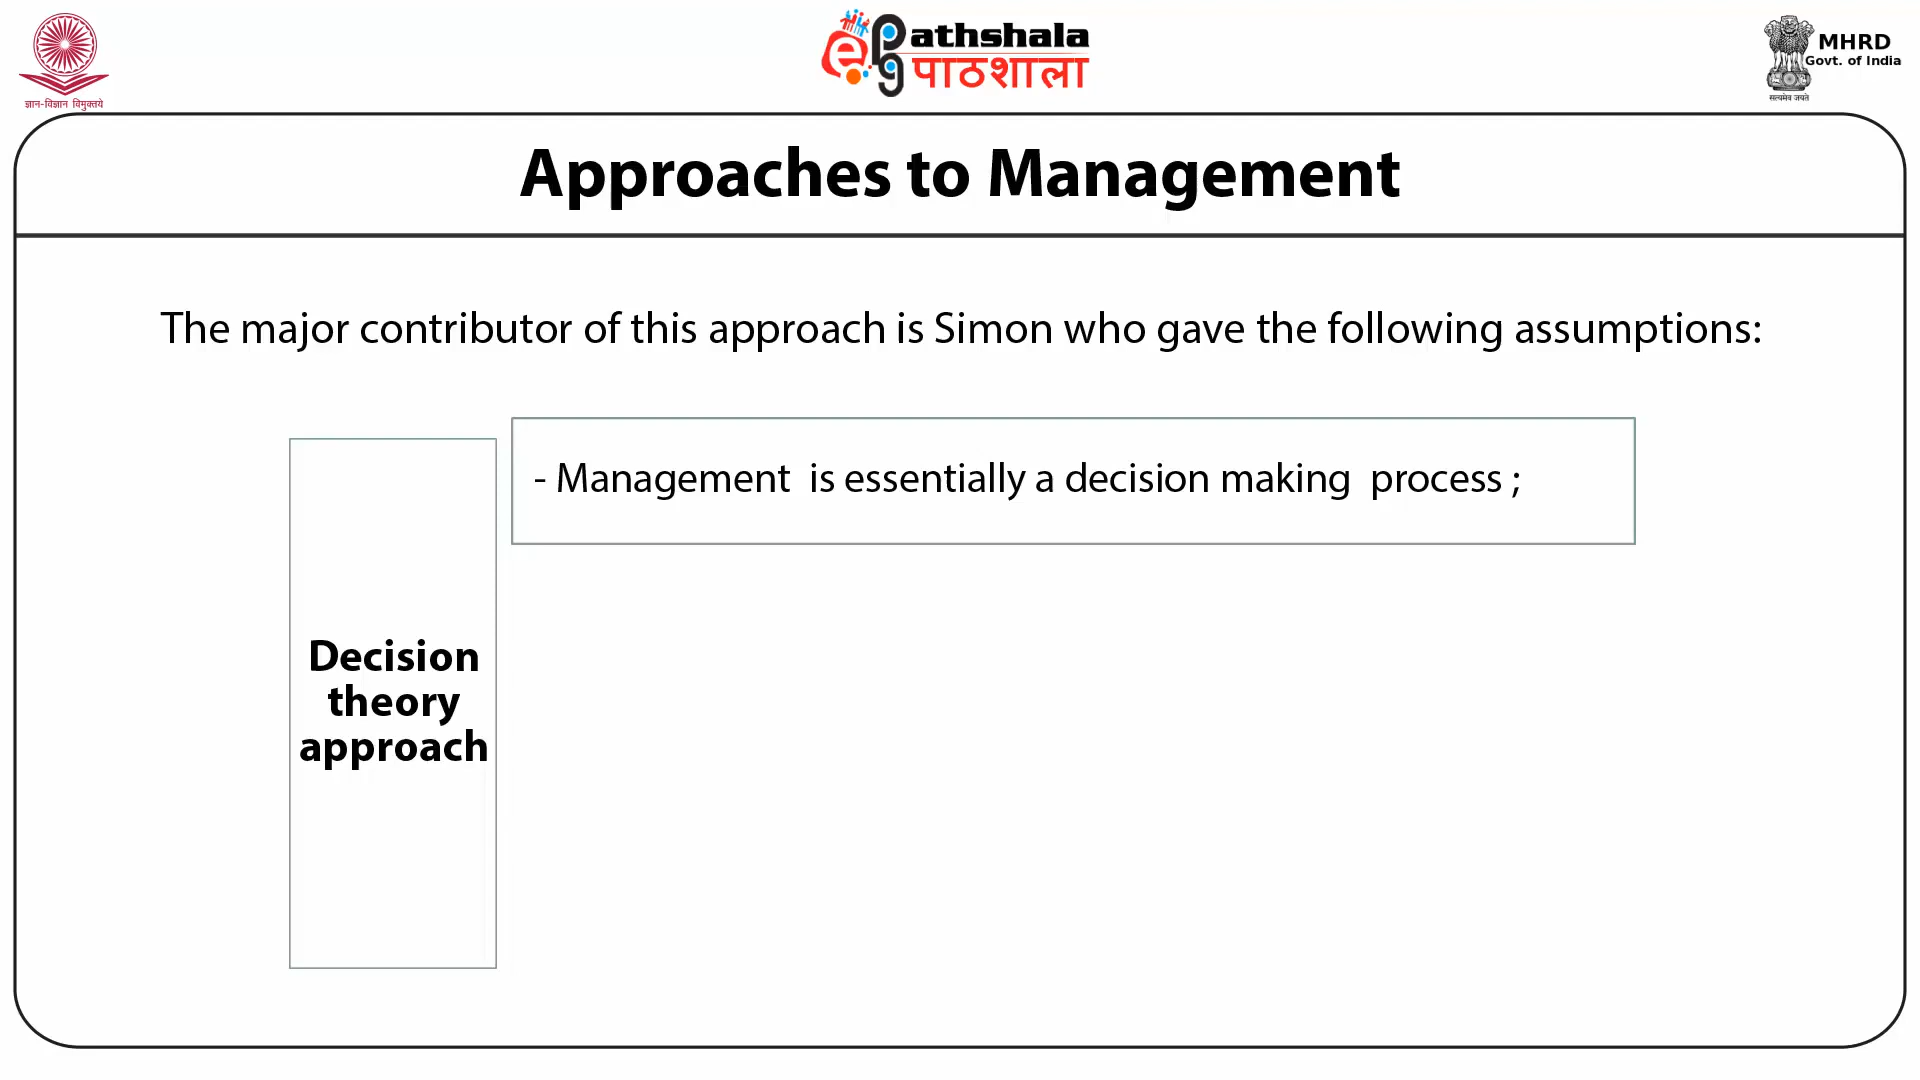 ज्ञान-विज्ञान विमुक्तये
ePathshala
पाठशाला
MHRD
Govt. of India
सत्यमेव जयते
Approaches to Management
The major contributor of this approach is Simon who gave the following assumptions:
- Management is essentially a decision making process ;
Decision
theory
approach